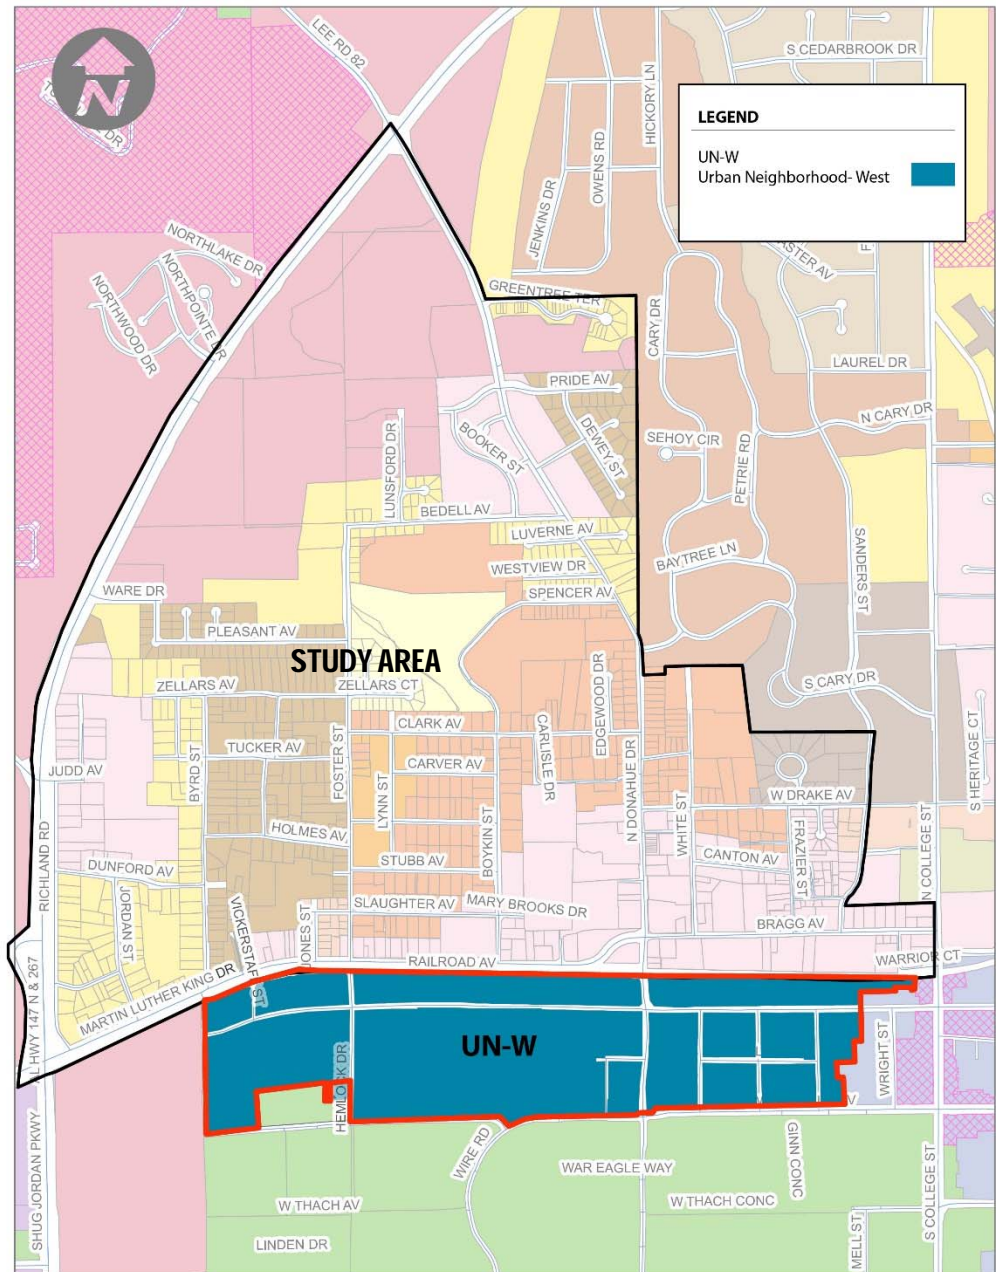 LEE RD 82
S CEDARBROOK DR
HICKORY LN
OWENS RD
JENKINS DR
N
LEGEND
UN-W
Urban Neighborhood- West
NORTHLAKE DR
NORTHPOINTE DR
NORTHWOOD DR
GREENTREE TER
CARY DR
LAUREL DR
PRIDE AV
N CARY DR
DEWEY ST
BOOKER ST
SEHOY CIR
PETRIE RD
LUNSFORD DR
BEDELL AV
LUVERNE AV
WESTVIEW DR
SPENCER AV
BAYTREE LN
SANDERS ST
WARE DR
PLEASANT AV
STUDY AREA
ZELLARS AV
ZELLARS CT
EDGEWOOD DR
S CARY DR
CLARK AV
CARLISLE DR
TUCKER AV
BYRD ST
FOSTER ST
CARVER AV
LYNN ST
N DONAHUE DR
S HERITAGE CT
JUDD AV
W DRAKE AV
WHITE ST
HOLMES AV
STUBB AV
BOYKIN ST
CANTON AV
FRAZIER ST
N COLLEGE ST
RICHLAND RD
DUNFORD AV
JORDAN ST
SLAUGHTER AV
MARY BROOKS DR
BRAGG AV
JONES ST
RAILROAD AV
WARRIOR CT
MARTIN LUTHER KING DR
AL HWY 147 N & 267
UN-W
WRIGHT ST
HEMLOCK DR
WIRE RD
WAR EAGLE WAY
GINN CONC
W THACH AV
W THACH CONC
SHUG JORDAN PKWY
LINDEN DR
MELL ST
S COLLEGE ST